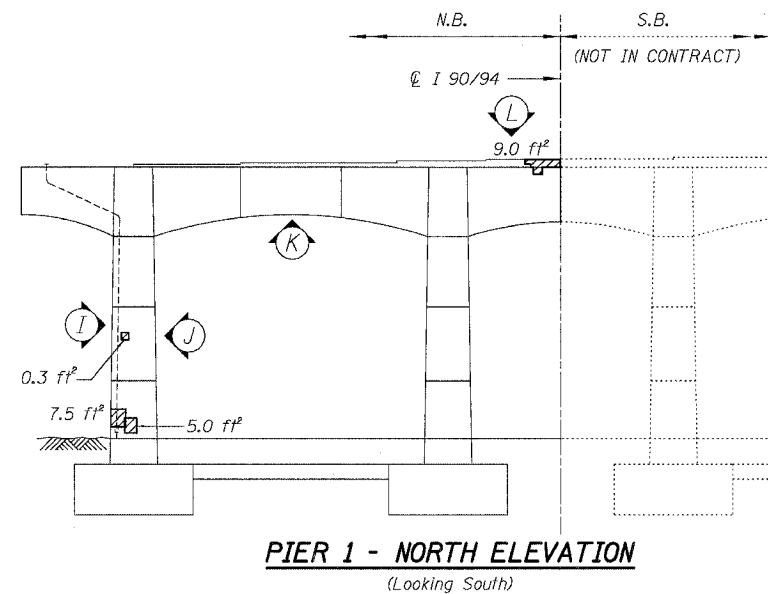 N.B.
S.B.
(NOT IN CONTRACT)
℄ I 90/94
L
9.0 ft²
K
I
J
0.3 ft²
7.5 ft²
5.0 ft²
PIER 1 - NORTH ELEVATION
(Looking South)